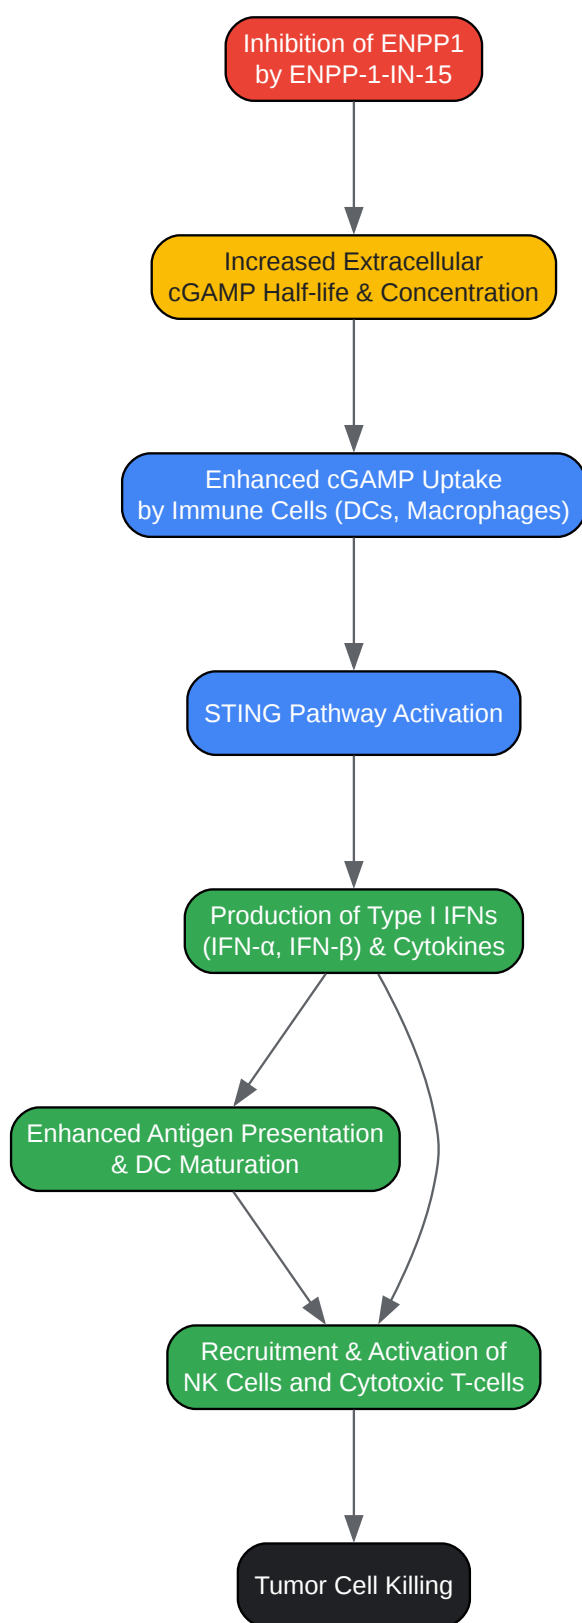 Inhibition of ENPP1
by ENPP-1-IN-15
Increased Extracellular
cGAMP Half-life & Concentration
Enhanced cGAMP Uptake
by Immune Cells (DCs, Macrophages)
STING Pathway Activation
Production of Type I IFNs
(IFN-α, IFN-β) & Cytokines
Enhanced Antigen Presentation
& DC Maturation
Recruitment & Activation of
NK Cells and Cytotoxic T-cells
Tumor Cell Killing